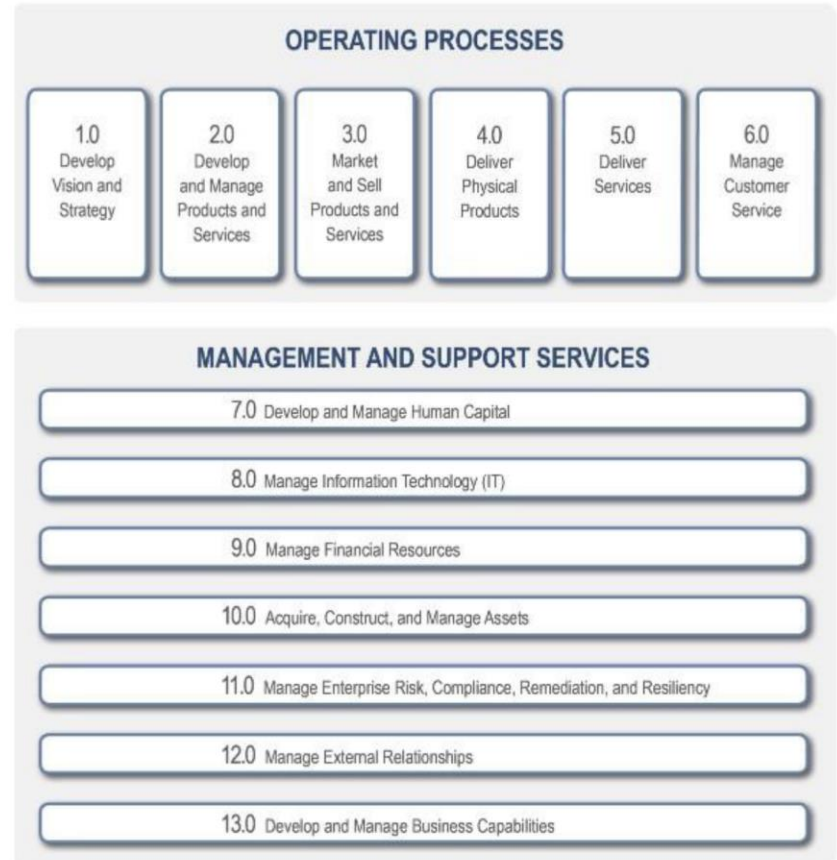 OPERATING PROCESSES
1.0
Develop
Vision and
Strategy
2.0
Develop
and Manage
Products and
Services
3.0
Market
and Sell
Products and
Services
4.0
Deliver
Physical
Products
5.0
Deliver
Services
6.0
Manage
Customer
Service
MANAGEMENT AND SUPPORT SERVICES
7.0 Develop and Manage Human Capital
8.0 Manage Information Technology (IT)
9.0 Manage Financial Resources
10.0 Acquire, Construct, and Manage Assets
11.0 Manage Enterprise Risk, Compliance, Remediation, and Resiliency
12.0 Manage External Relationships
13.0 Develop and Manage Business Capabilities